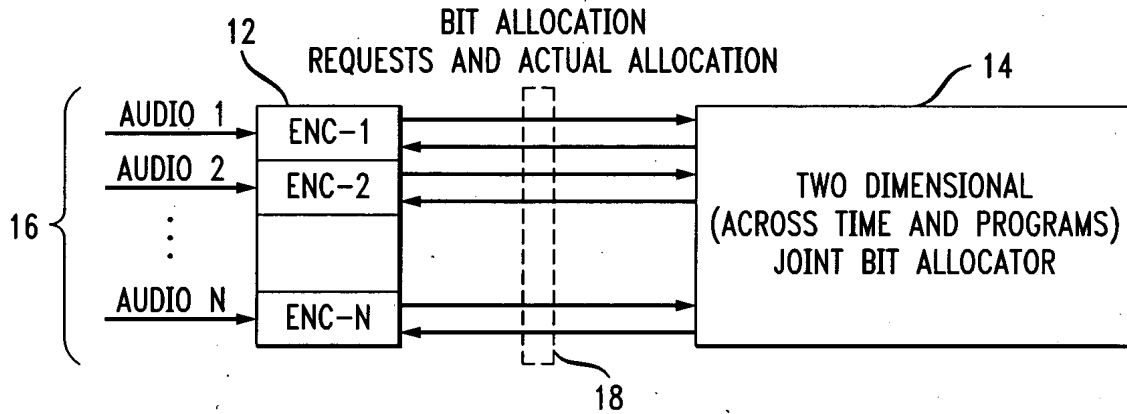 BIT ALLOCATION
REQUESTS AND ACTUAL ALLOCATION
12
14
16
AUDIO 1
ENC-1
AUDIO 2
ENC-2
AUDIO N
ENC-N
TWO DIMENSIONAL
(ACROSS TIME AND PROGRAMS)
JOINT BIT ALLOCATOR
18